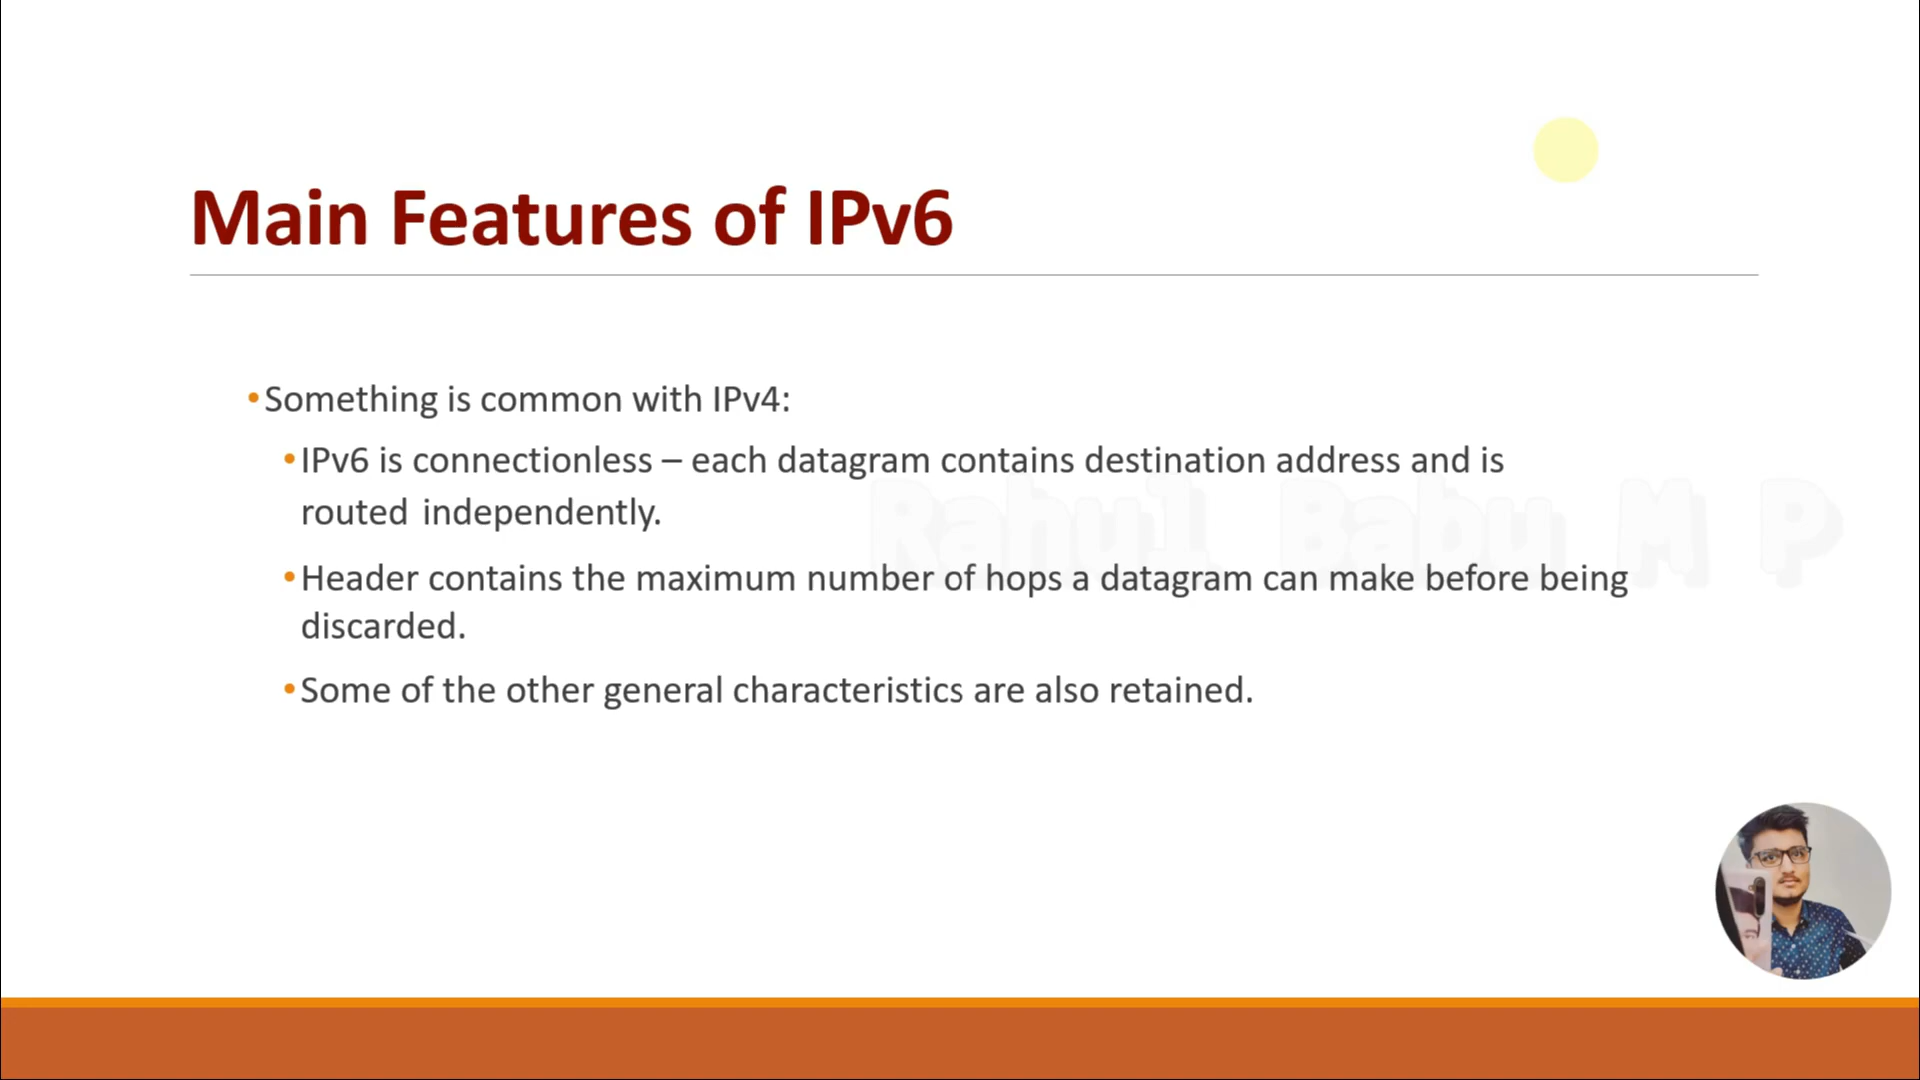 Main Features of IPv6
•Something is common with IPv4:
•IPv6 is connectionless – each datagram contains destination address and is
routed independently.
Rahul Babu M P
•Header contains the maximum number of hops a datagram can make before being
discarded.
•Some of the other general characteristics are also retained.